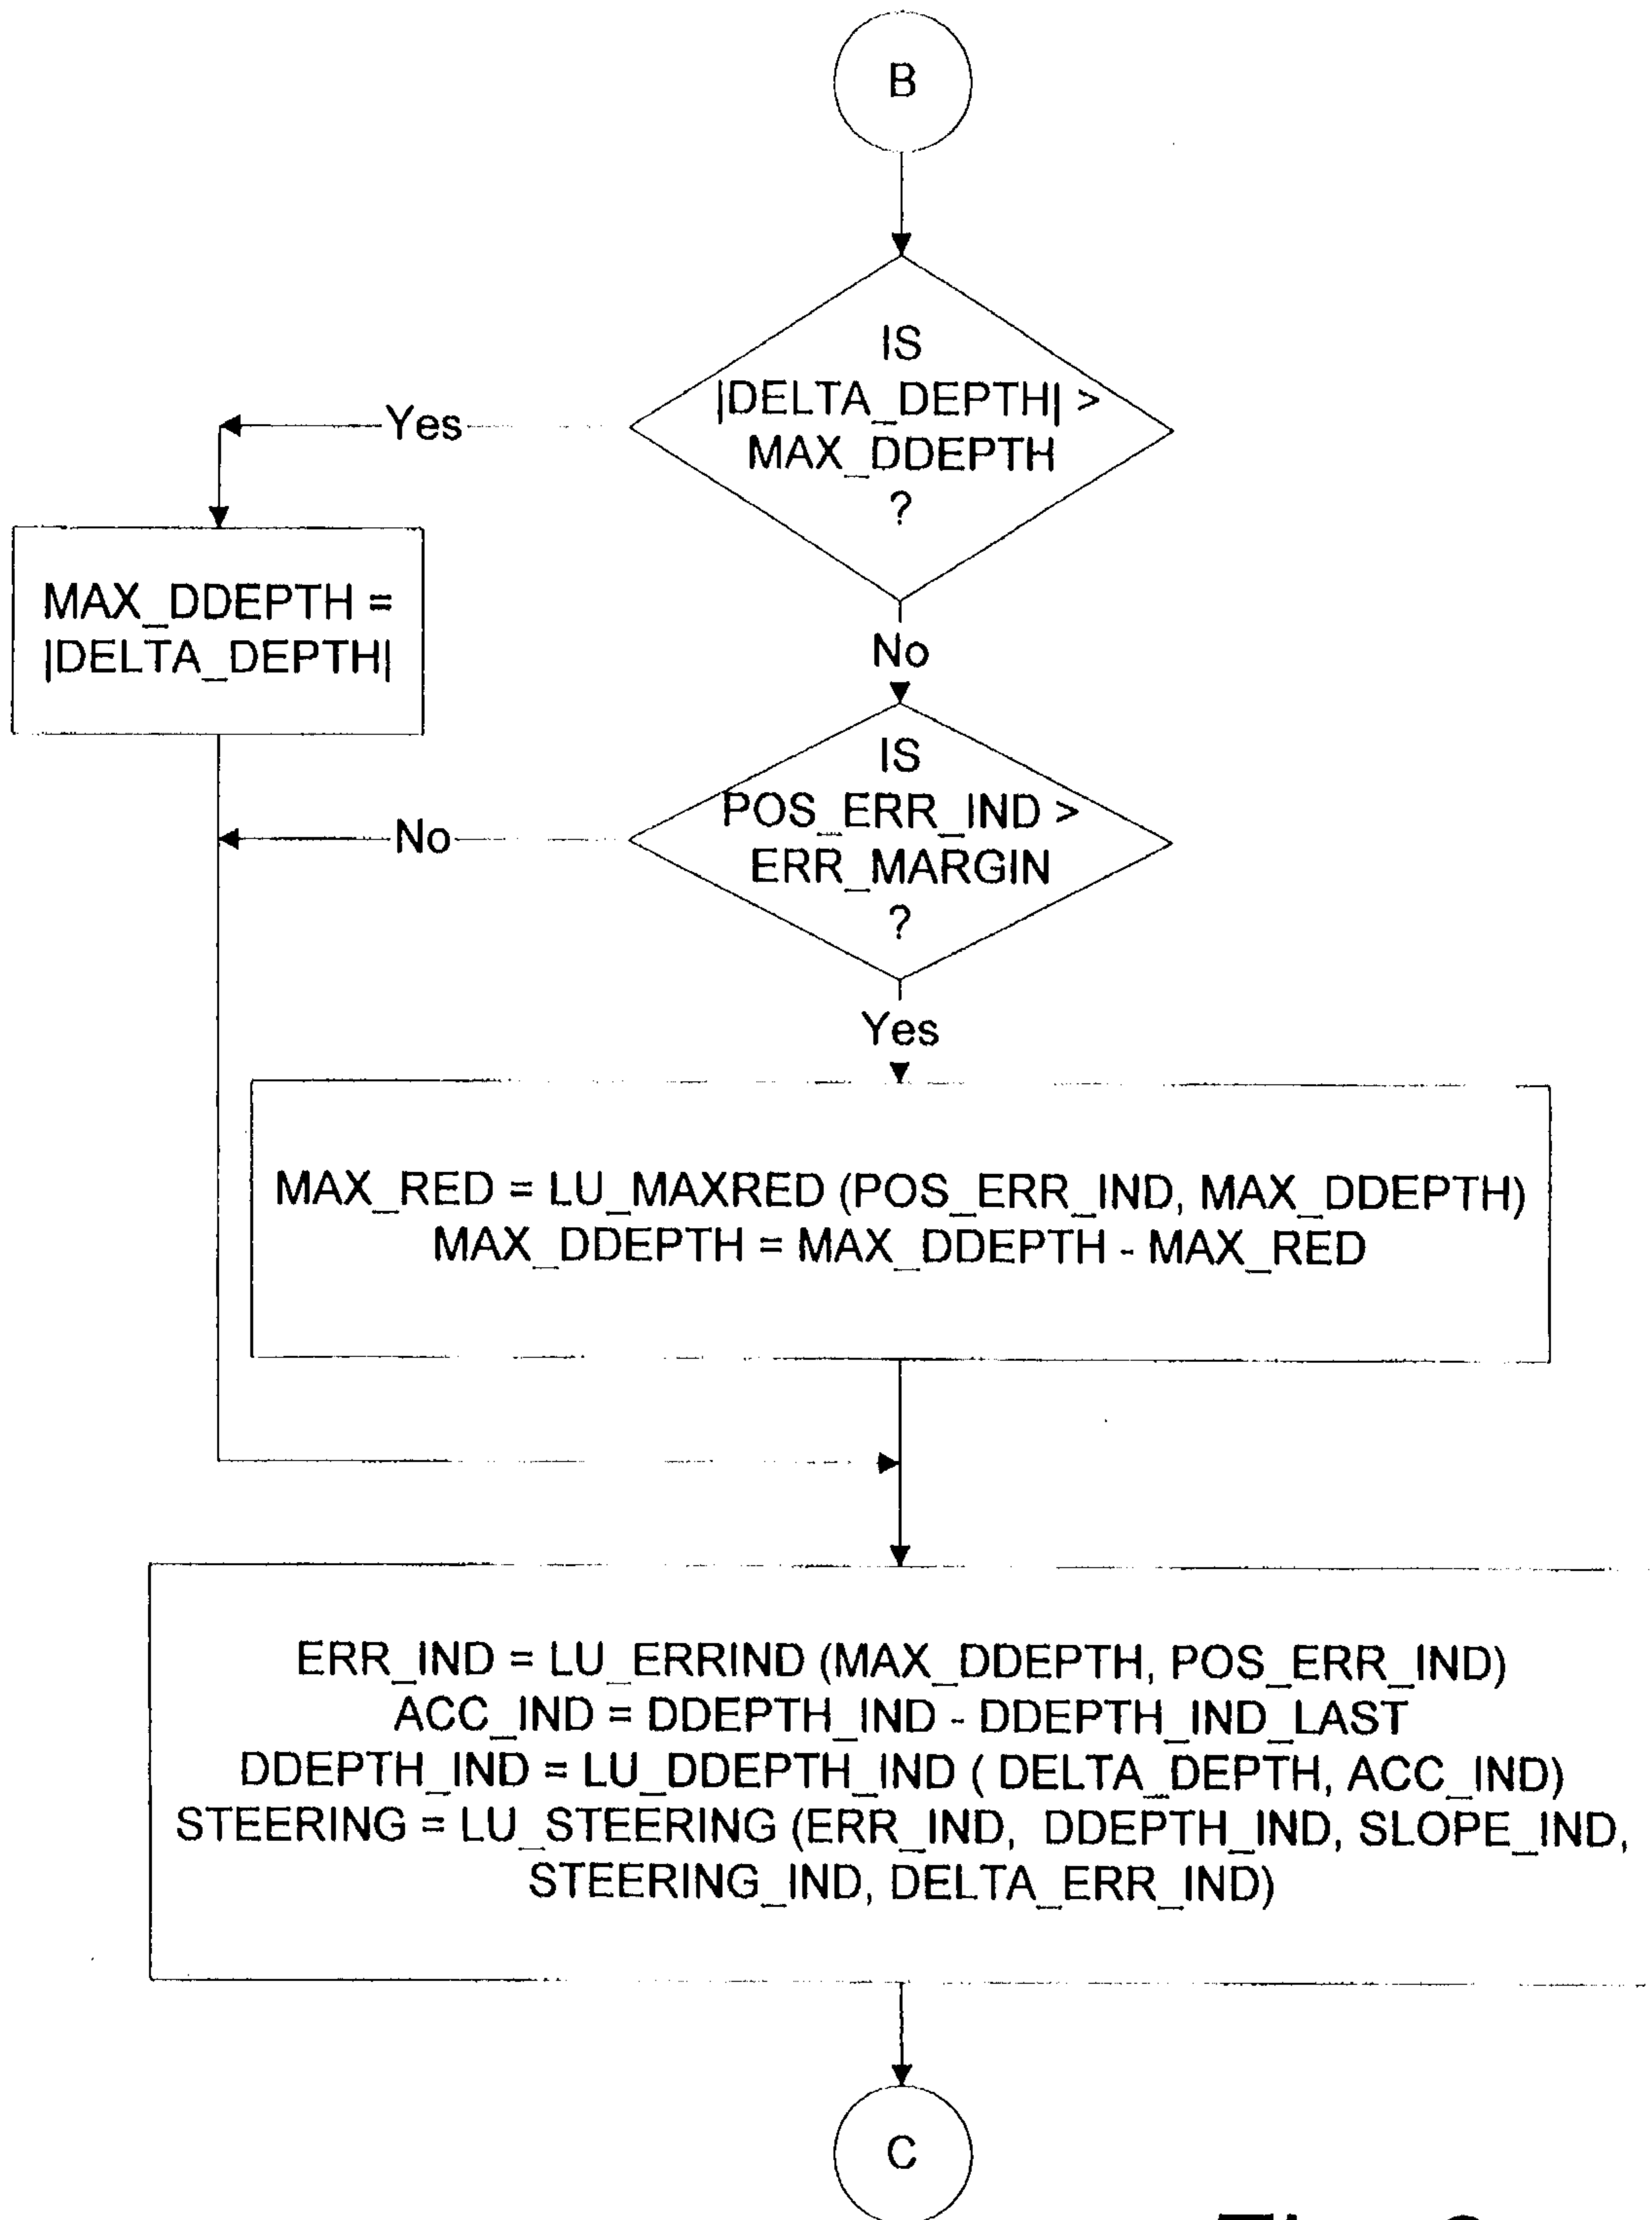 B
IS
|DELTA_DEPTH| >
MAX_DDEPTH
?
Yes
MAX_DDEPTH =
|DELTA_DEPTH|
No
IS
POS_ERR_IND >
ERR_MARGIN
?
No
Yes
MAX_RED = LU_MAXRED (POS_ERR_IND, MAX_DDEPTH)
MAX_DDEPTH = MAX_DDEPTH - MAX_RED
ERR_IND = LU_ERRIND (MAX_DDEPTH, POS_ERR_IND)
ACC_IND = DDEPTH_IND - DDEPTH_IND_LAST
DDEPTH_IND = LU_DDEPTH_IND ( DELTA_DEPTH, ACC_IND)
STEERING = LU_STEERING (ERR_IND, DDEPTH_IND, SLOPE_IND,
STEERING_IND, DELTA_ERR_IND)
C